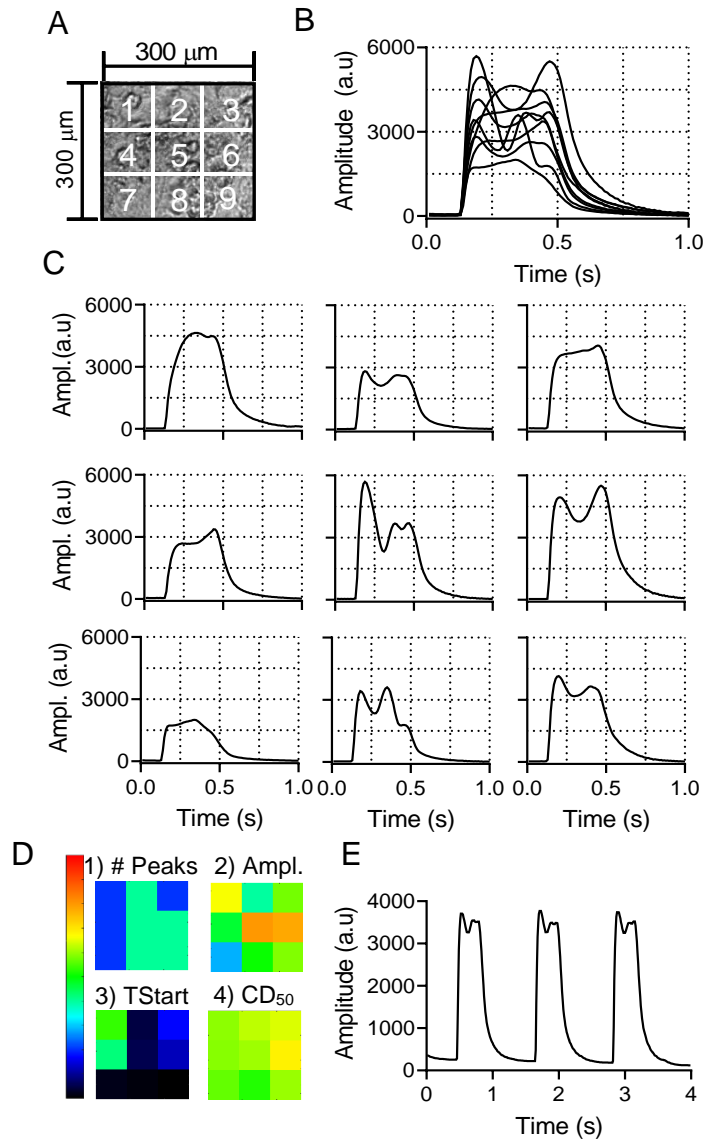 A
300 μm
300 μm
1 2 3
4 5 6
7 8 9
B
Amplitude (a.u)
6000
3000
0
0.0 0.5 1.0
Time (s)
C
Ampl.(a.u)
6000
3000
0
Ampl. (a.u)
6000
3000
0
Ampl. (a.u)
6000
3000
0
0.0 0.5 1.0
Time (s)
0.0 0.5 1.0
Time (s)
0.0 0.5 1.0
Time (s)
D
1) # Peaks
2) Ampl.
3) TStart
4) CD50
E
Amplitude (a.u)
4000
3000
2000
1000
0
0 1 2 3 4
Time (s)